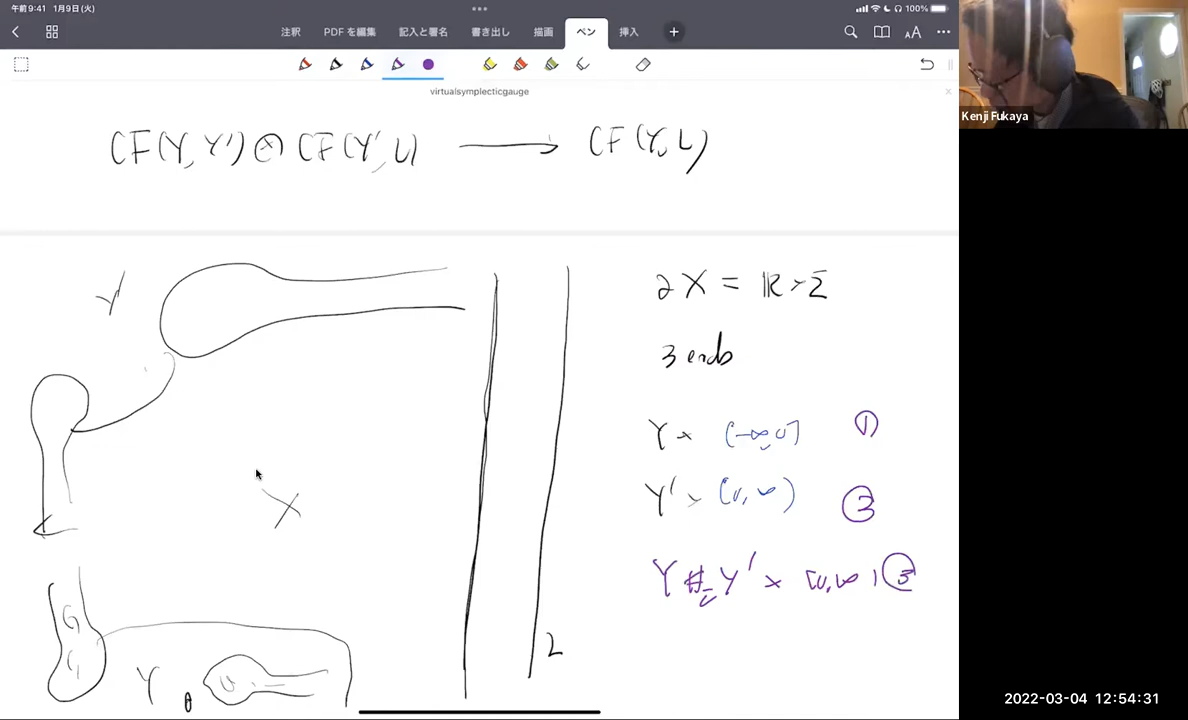 午前9:41 1月9日(火)
100%
注釈 PDF を編集 記入と署名 書き出し 描画 ペン 挿入
AA
virtualsymplecticgauge
Kenji Fukaya
CF(Y, Y') ⊗ CF(Y', L) ⟶ CF(Y, L)
Y
∂X = ℝ × Σ
3 ends
Y × (-∞, 0] ①
Y' × [0, ∞) ②
X
Y #_Σ Y' × [0, ∞) ③
L
Y
2022-03-04 12:54:31